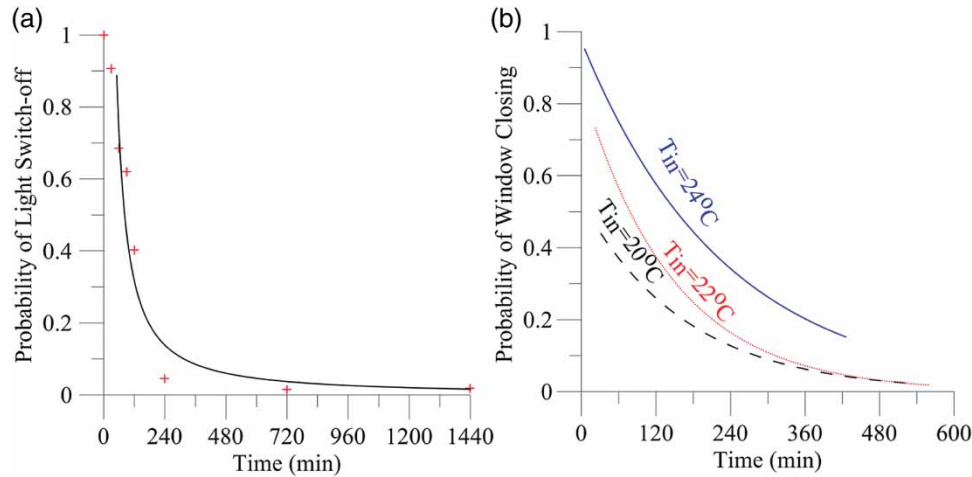 (a)
Probability of Light Switch-off
1
0.8
0.6
0.4
0.2
0
0 240 480 720 960 1200 1440
Time (min)
(b)
Probability of Window Closing
1
0.8
0.6
0.4
0.2
0
Tin=24°C
Tin=22°C
Tin=20°C
0 120 240 360 480 600
Time (min)